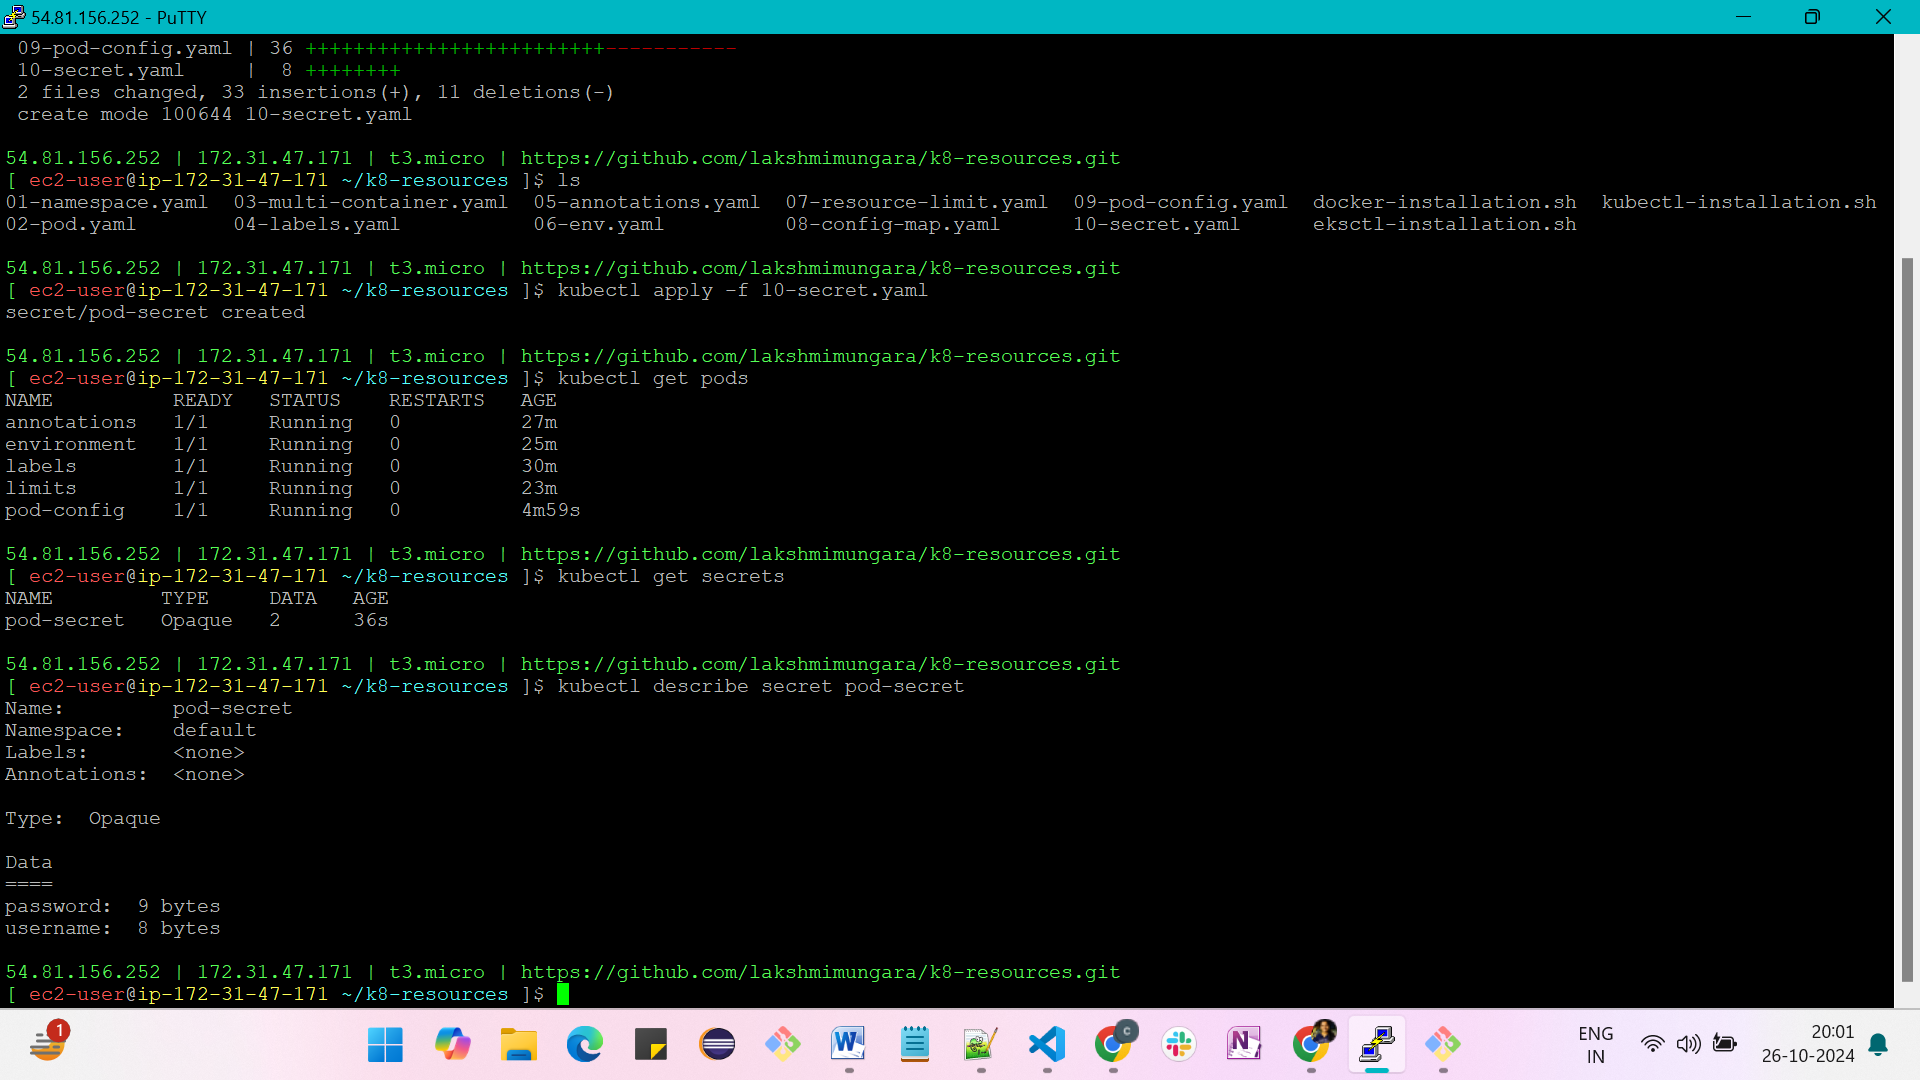 54.81.156.252 - PuTTY
09-pod-config.yaml | 36 +++++++++++++++++++++++++-----------
10-secret.yaml     |  8 ++++++++
2 files changed, 33 insertions(+), 11 deletions(-)
create mode 100644 10-secret.yaml
54.81.156.252 | 172.31.47.171 | t3.micro | https://github.com/lakshmimungara/k8-resources.git
[ ec2-user@ip-172-31-47-171 ~/k8-resources ]$ ls
01-namespace.yaml  03-multi-container.yaml  05-annotations.yaml  07-resource-limit.yaml  09-pod-config.yaml  docker-installation.sh  kubectl-installation.sh
02-pod.yaml        04-labels.yaml           06-env.yaml          08-config-map.yaml      10-secret.yaml      eksctl-installation.sh
54.81.156.252 | 172.31.47.171 | t3.micro | https://github.com/lakshmimungara/k8-resources.git
[ ec2-user@ip-172-31-47-171 ~/k8-resources ]$ kubectl apply -f 10-secret.yaml
secret/pod-secret created
54.81.156.252 | 172.31.47.171 | t3.micro | https://github.com/lakshmimungara/k8-resources.git
[ ec2-user@ip-172-31-47-171 ~/k8-resources ]$ kubectl get pods
NAME          READY   STATUS    RESTARTS   AGE
annotations   1/1     Running   0          27m
environment   1/1     Running   0          25m
labels        1/1     Running   0          30m
limits        1/1     Running   0          23m
pod-config    1/1     Running   0          4m59s
54.81.156.252 | 172.31.47.171 | t3.micro | https://github.com/lakshmimungara/k8-resources.git
[ ec2-user@ip-172-31-47-171 ~/k8-resources ]$ kubectl get secrets
NAME         TYPE     DATA   AGE
pod-secret   Opaque   2      36s
54.81.156.252 | 172.31.47.171 | t3.micro | https://github.com/lakshmimungara/k8-resources.git
[ ec2-user@ip-172-31-47-171 ~/k8-resources ]$ kubectl describe secret pod-secret
Name:         pod-secret
Namespace:    default
Labels:       <none>
Annotations:  <none>
Type:  Opaque
Data
====
password:  9 bytes
username:  8 bytes
54.81.156.252 | 172.31.47.171 | t3.micro | https://github.com/lakshmimungara/k8-resources.git
[ ec2-user@ip-172-31-47-171 ~/k8-resources ]$
1
W
N
C
ENG
IN
20:01
26-10-2024